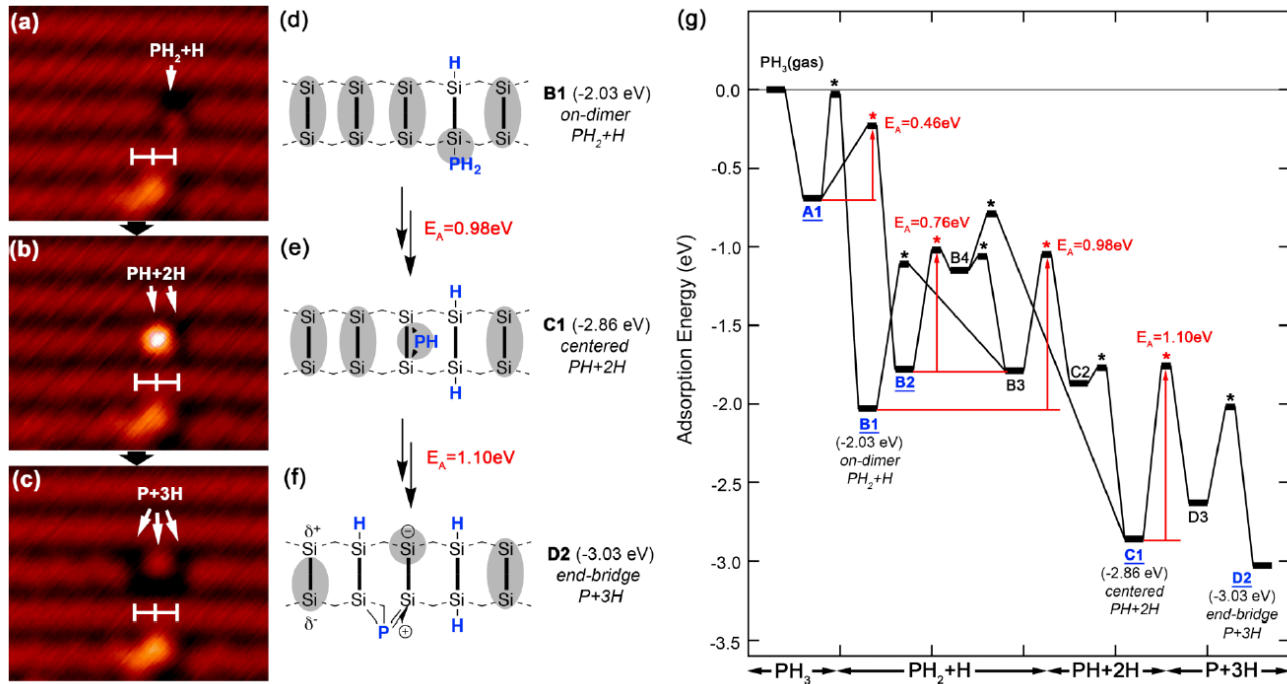 (a)
PH2+H
(b)
PH+2H
(c)
P+3H
(d)
H
Si Si Si Si Si
Si Si Si Si Si
PH2
B1 (-2.03 eV)
on-dimer
PH2+H
EA=0.98eV
(e)
H
Si Si Si Si Si
PH
Si Si Si Si Si
H
C1 (-2.86 eV)
centered
PH+2H
EA=1.10eV
(f)
δ+ H ⊖ H
Si Si Si Si Si
Si Si Si Si Si
δ- P ⊕ H
D2 (-3.03 eV)
end-bridge
P+3H
(g)
Adsorption Energy (eV)
0.0
-0.5
-1.0
-1.5
-2.0
-2.5
-3.0
-3.5
PH3(gas)
* * EA=0.46eV
A1
EA=0.76eV
* * B4 * * * EA=0.98eV
B2
B3
C2 *
* EA=1.10eV
B1
(-2.03 eV)
on-dimer
PH2+H
*
D3
C1
(-2.86 eV)
centered
PH+2H
D2
(-3.03 eV)
end-bridge
P+3H
PH3 PH2+H PH+2H P+3H